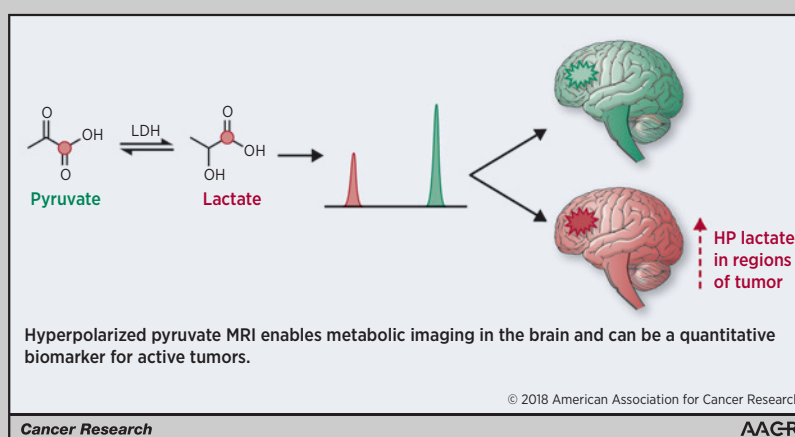 O
OH
O
Pyruvate
LDH
O
OH
OH
Lactate
HP lactate
in regions
of tumor
Hyperpolarized pyruvate MRI enables metabolic imaging in the brain and can be a quantitative
biomarker for active tumors.
© 2018 American Association for Cancer Research
Cancer Research
AACR